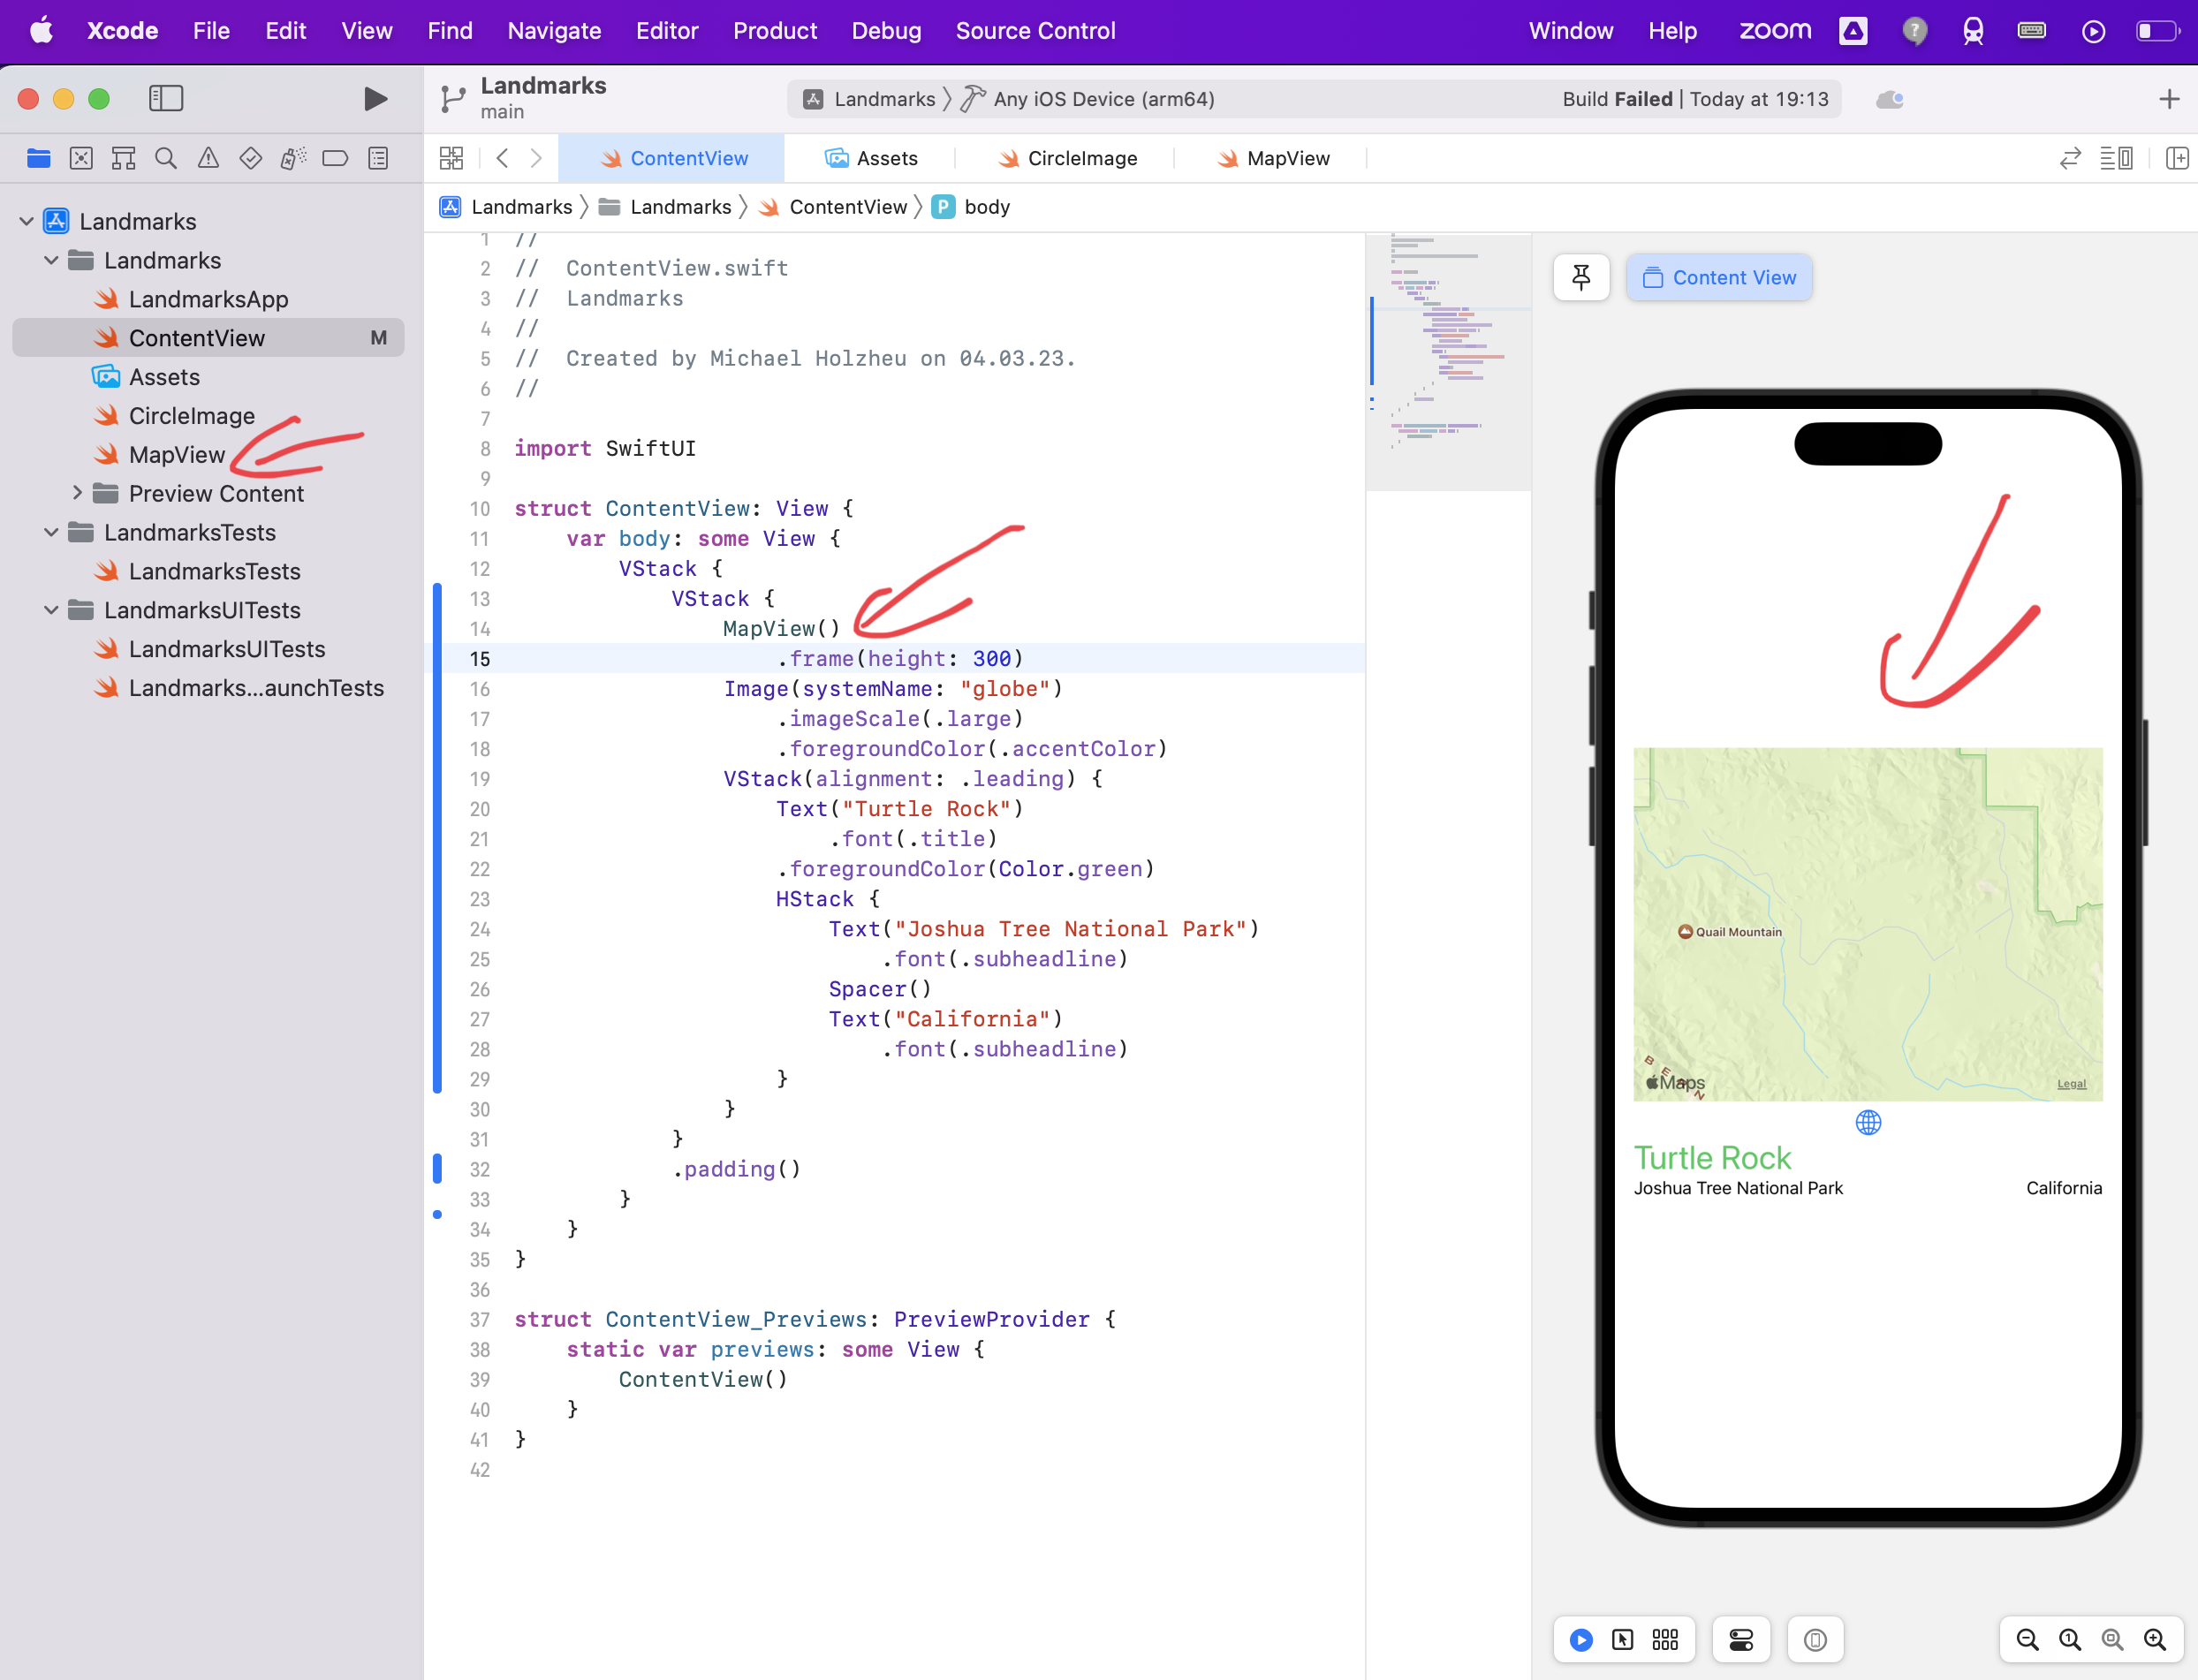 Xcode File Edit View Find Navigate Editor Product Debug Source Control Window Help zoom
Landmarks
main
Landmarks Any iOS Device (arm64) Build Failed | Today at 19:13
ContentView Assets CircleImage MapView
Landmarks Landmarks ContentView P body
Landmarks
Landmarks
LandmarksApp
ContentView M
Assets
CircleImage
MapView
Preview Content
LandmarksTests
LandmarksTests
LandmarksUITests
LandmarksUITests
Landmarks...aunchTests
1 //
2 //  ContentView.swift
3 //  Landmarks
4 //
5 //  Created by Michael Holzheu on 04.03.23.
6 //
7
8 import SwiftUI
9
10 struct ContentView: View {
11     var body: some View {
12         VStack {
13             VStack {
14                 MapView()
15                     .frame(height: 300)
16                 Image(systemName: "globe")
17                     .imageScale(.large)
18                     .foregroundColor(.accentColor)
19                 VStack(alignment: .leading) {
20                     Text("Turtle Rock")
21                         .font(.title)
22                     .foregroundColor(Color.green)
23                     HStack {
24                         Text("Joshua Tree National Park")
25                             .font(.subheadline)
26                         Spacer()
27                         Text("California")
28                             .font(.subheadline)
29                     }
30                 }
31             }
32             .padding()
33         }
34     }
35 }
36
37 struct ContentView_Previews: PreviewProvider {
38     static var previews: some View {
39         ContentView()
40     }
41 }
42
Content View
Quail Mountain
B E R N
Maps
Legal
Turtle Rock
Joshua Tree National Park California